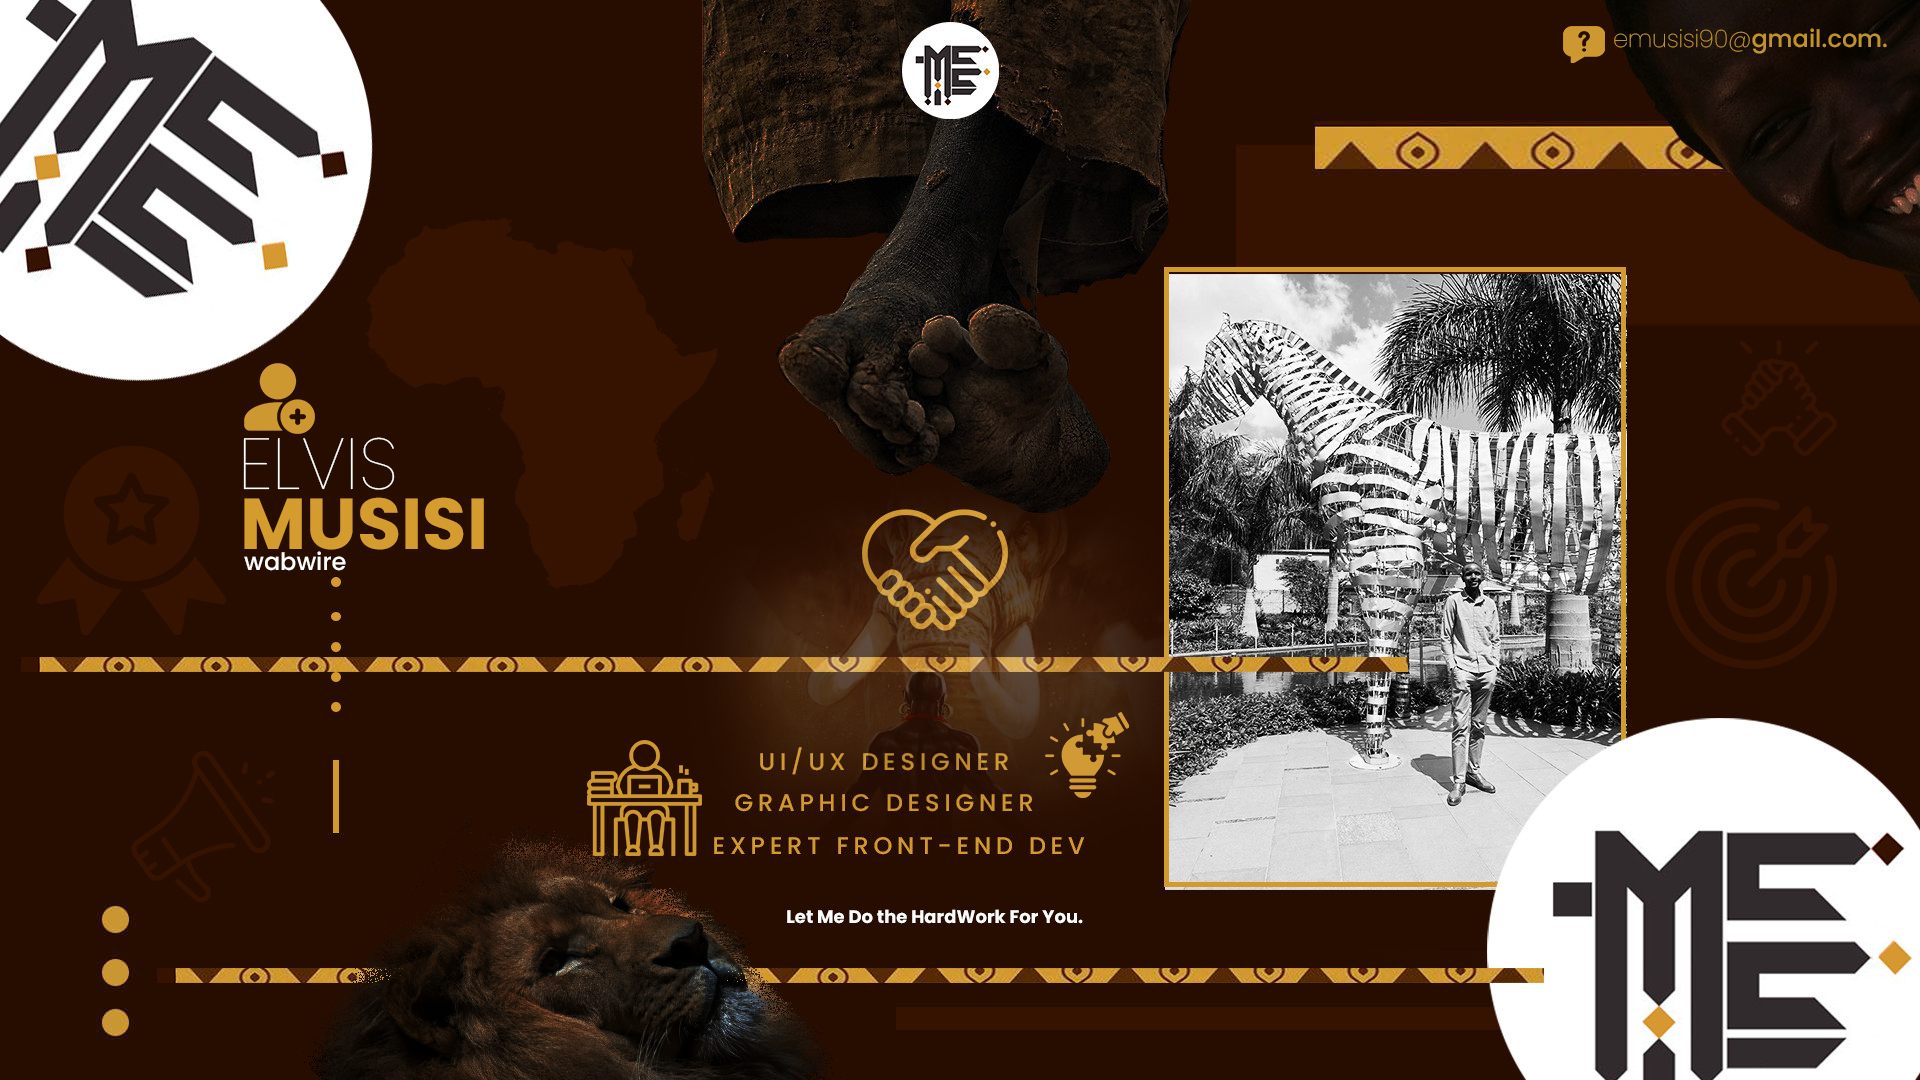 emusisi90@gmail.com.
ELVIS
MUSISI
wabwire
UI/UX DESIGNER
GRAPHIC DESIGNER
EXPERT FRONT-END DEV
Let Me Do the HardWork For You.